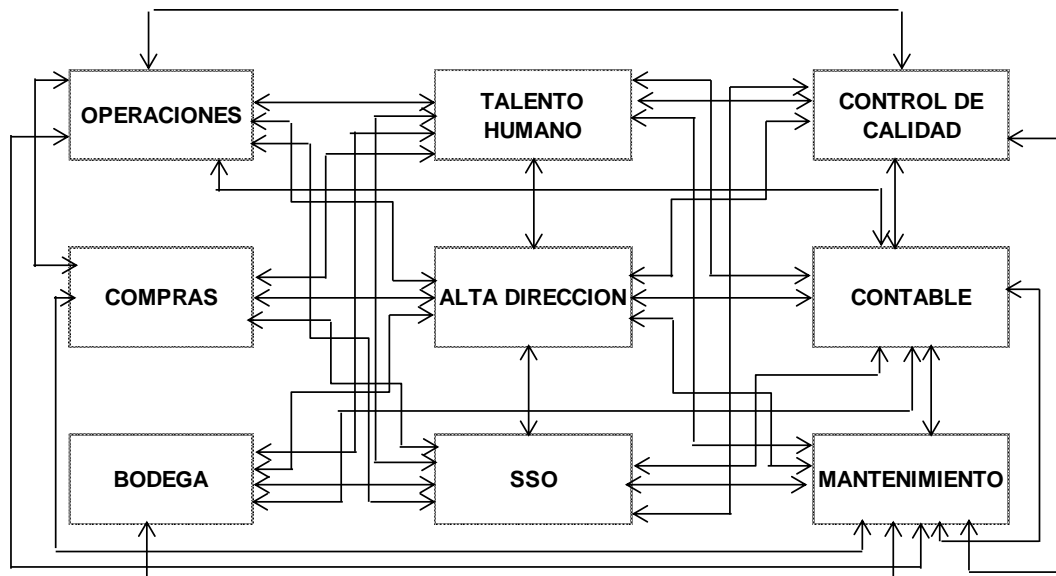 OPERACIONES
TALENTO
HUMANO
CONTROL DE
CALIDAD
COMPRAS
ALTA DIRECCION
CONTABLE
BODEGA
SSO
MANTENIMIENTO